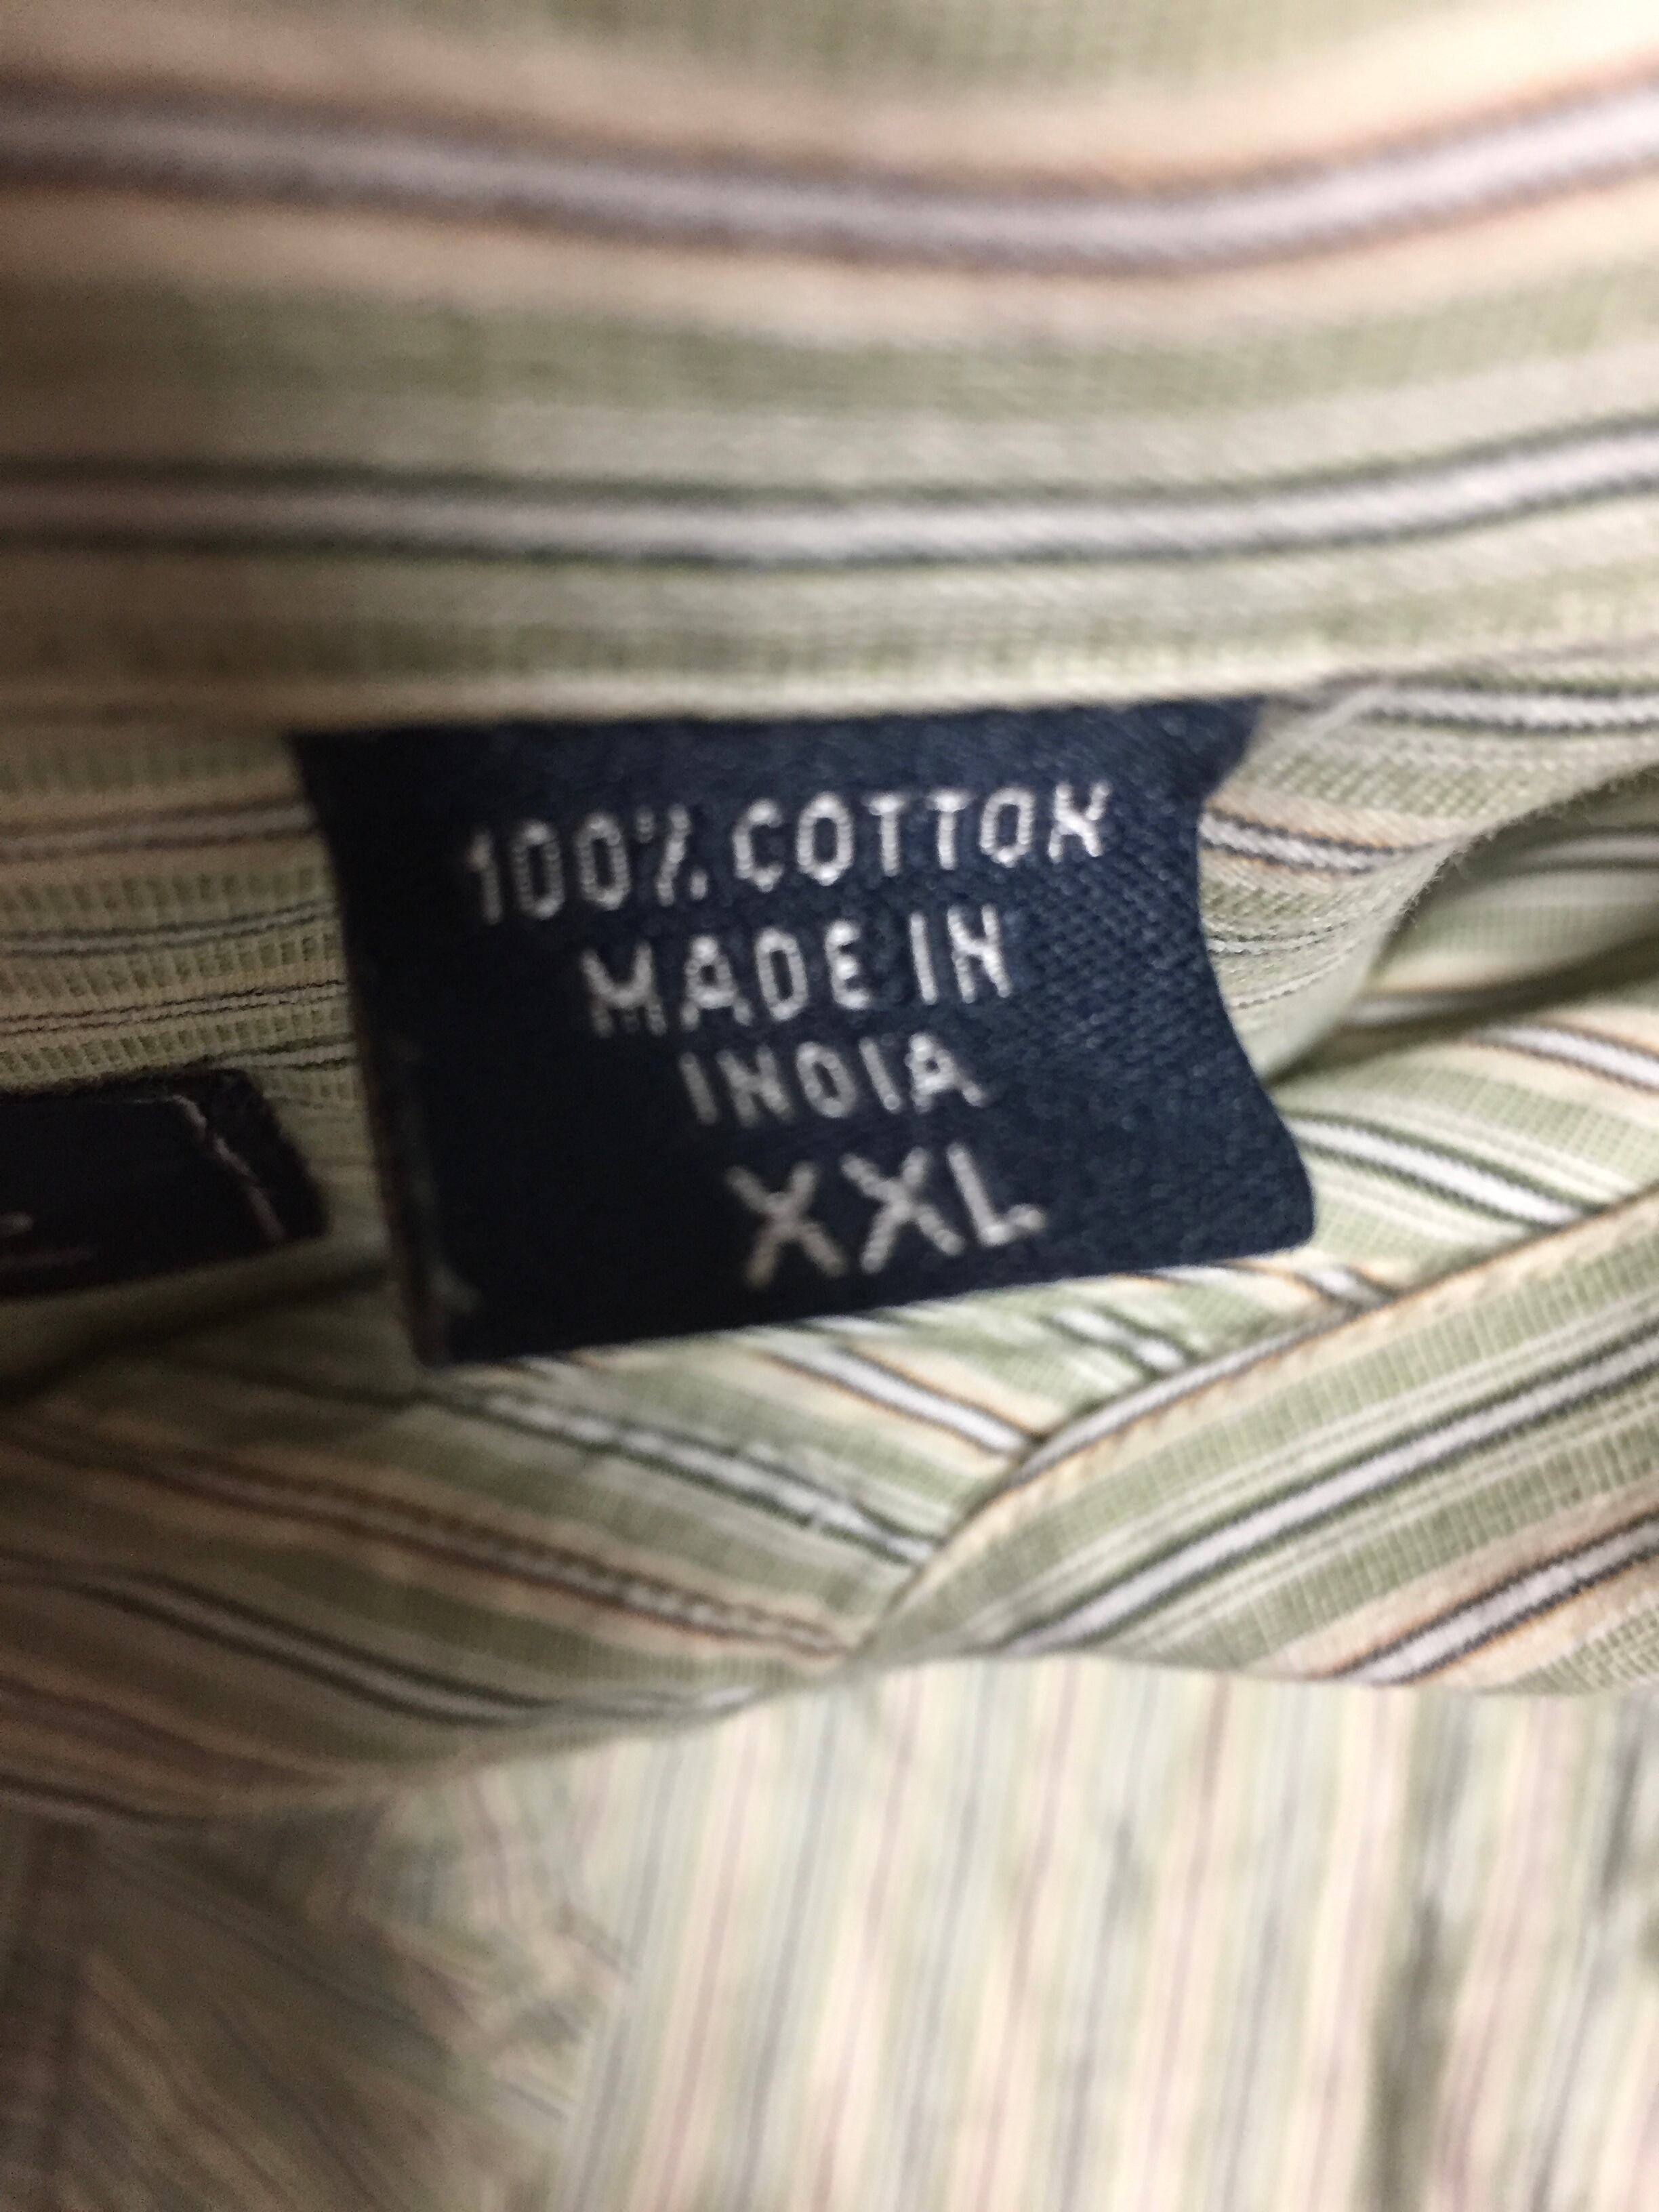 100% COTTON
MADE IN
INDIA
XXL